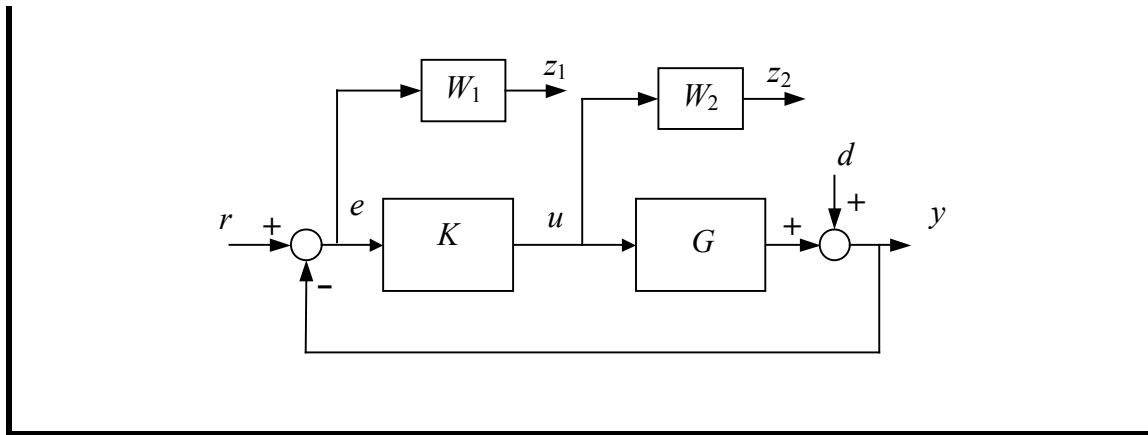 W₁
z₁
W₂
z₂
d
+
r
+
e
K
u
G
+
y
-